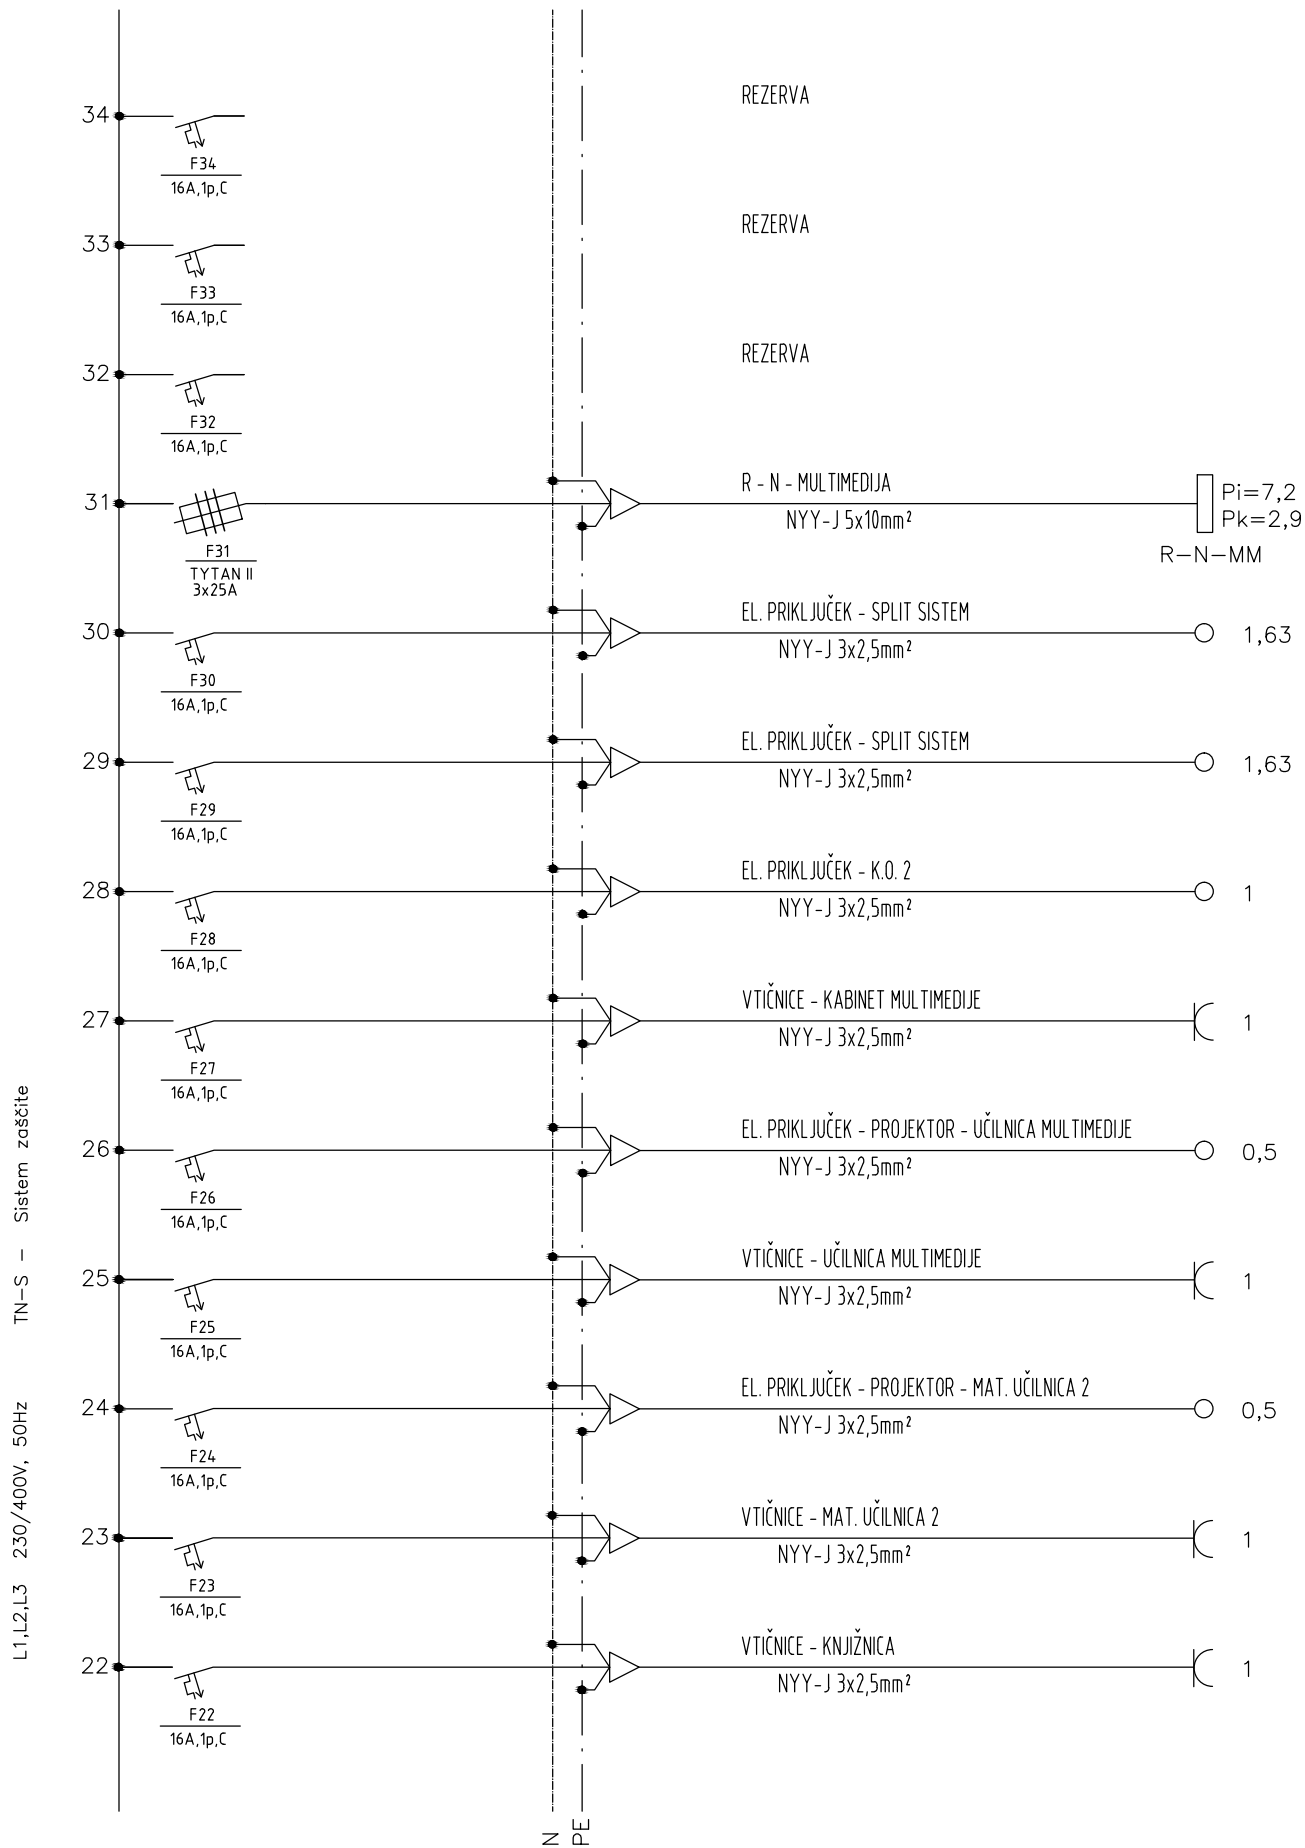 34
F34
16A,1p,C
REZERVA
33
F33
16A,1p,C
REZERVA
32
F32
16A,1p,C
REZERVA
31
F31
TYTAN II
3x25A
R - N - MULTIMEDIJA
NYY-J 5x10mm²
Pi=7,2
Pk=2,9
R-N-MM
30
F30
16A,1p,C
EL. PRIKLJUČEK - SPLIT SISTEM
NYY-J 3x2,5mm²
1,63
29
F29
16A,1p,C
EL. PRIKLJUČEK - SPLIT SISTEM
NYY-J 3x2,5mm²
1,63
28
F28
16A,1p,C
EL. PRIKLJUČEK - K.O. 2
NYY-J 3x2,5mm²
1
27
F27
16A,1p,C
VTIČNICE - KABINET MULTIMEDIJE
NYY-J 3x2,5mm²
1
26
F26
16A,1p,C
EL. PRIKLJUČEK - PROJEKTOR - UČILNICA MULTIMEDIJE
NYY-J 3x2,5mm²
0,5
25
F25
16A,1p,C
VTIČNICE - UČILNICA MULTIMEDIJE
NYY-J 3x2,5mm²
1
24
F24
16A,1p,C
EL. PRIKLJUČEK - PROJEKTOR - MAT. UČILNICA 2
NYY-J 3x2,5mm²
0,5
23
F23
16A,1p,C
VTIČNICE - MAT. UČILNICA 2
NYY-J 3x2,5mm²
1
22
F22
16A,1p,C
VTIČNICE - KNJIŽNICA
NYY-J 3x2,5mm²
1
L1,L2,L3 230/400V, 50Hz TN-S - Sistem zaščite
N
PE